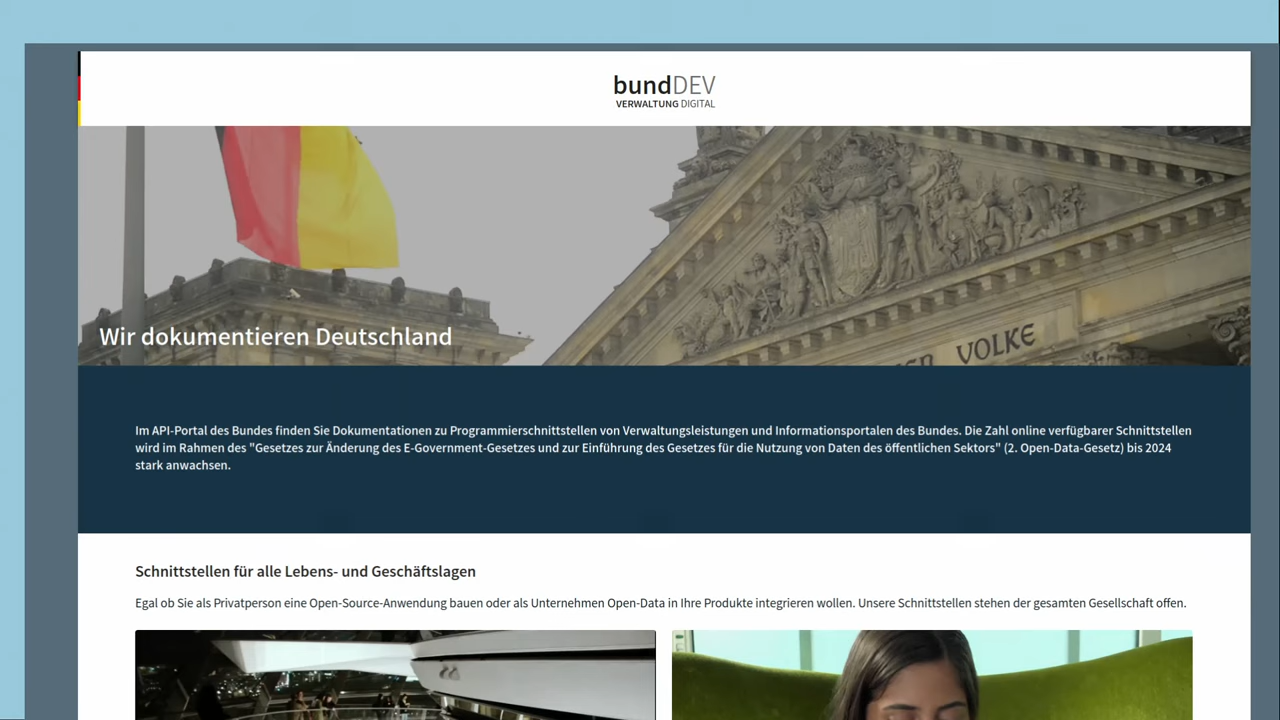 bundDEV
VERWALTUNG DIGITAL
Wir dokumentieren Deutschland
VOLKE
Im API-Portal des Bundes finden Sie Dokumentationen zu Programmierschnittstellen von Verwaltungsleistungen und Informationsportalen des Bundes. Die Zahl online verfügbarer Schnittstellen
wird im Rahmen des "Gesetzes zur Änderung des E-Government-Gesetzes und zur Einführung des Gesetzes für die Nutzung von Daten des öffentlichen Sektors" (2. Open-Data-Gesetz) bis 2024
stark anwachsen.
Schnittstellen für alle Lebens- und Geschäftslagen
Egal ob Sie als Privatperson eine Open-Source-Anwendung bauen oder als Unternehmen Open-Data in Ihre Produkte integrieren wollen. Unsere Schnittstellen stehen der gesamten Gesellschaft offen.